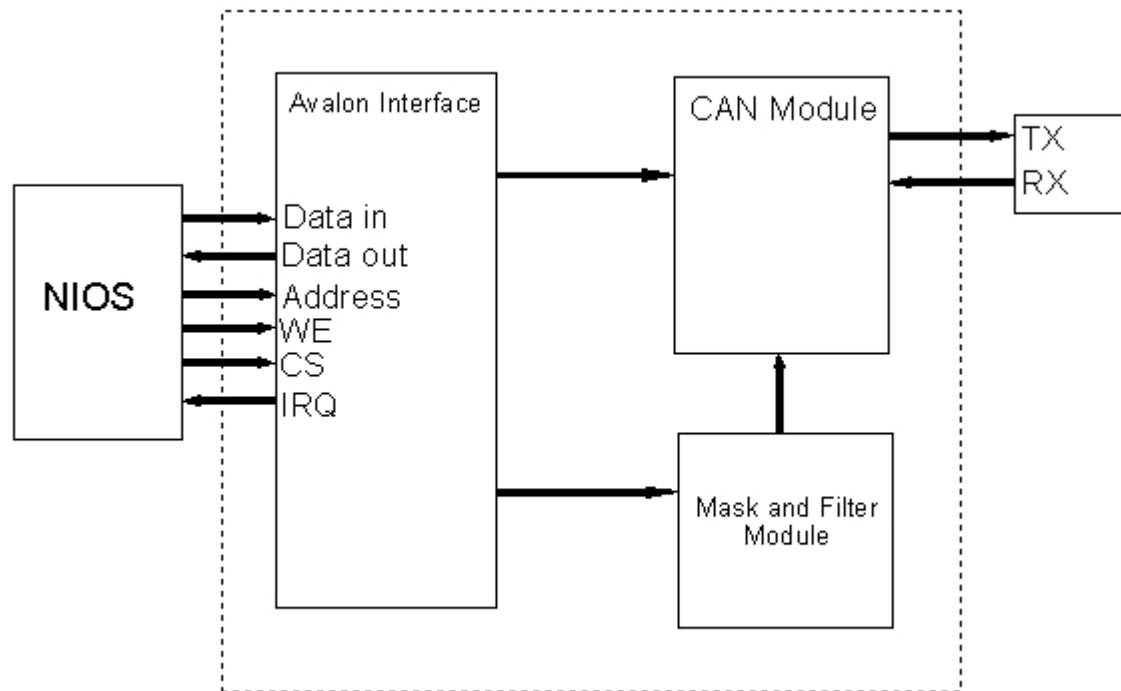 NIOS
Avalon Interface
Data in
Data out
Address
WE
CS
IRQ
CAN Module
Mask and Filter
Module
TX
RX